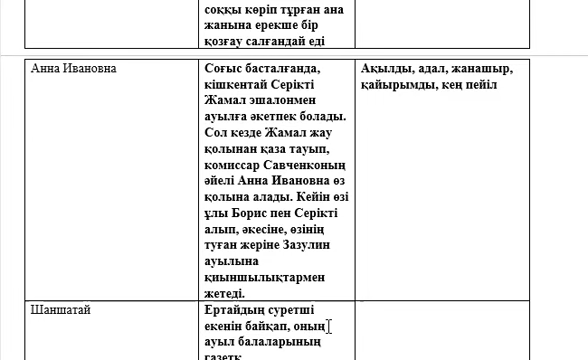 соққы көріп тұрған ана
жанына ерекше бір
қозғау салғандай еді
Анна Ивановна
Соғыс басталғанда,
кішкентай Серікті
Жамал эшалонмен
ауылға әкетпек болады.
Сол кезде Жамал жау
қолынан қаза тауып,
комиссар Савченконың
әйелі Анна Ивановна өз
қолына алады. Кейін өзі
ұлы Борис пен Серікті
алып, әкесіне, өзінің
туған жеріне Зазулин
ауылына
қиыншылықтармен
жетеді.
Ақылды, адал, жанашыр,
қайырымды, кең пейіл
Шаншатай
Ертайдың суретші
екенін байқап, оның
ауыл балаларының
газетк